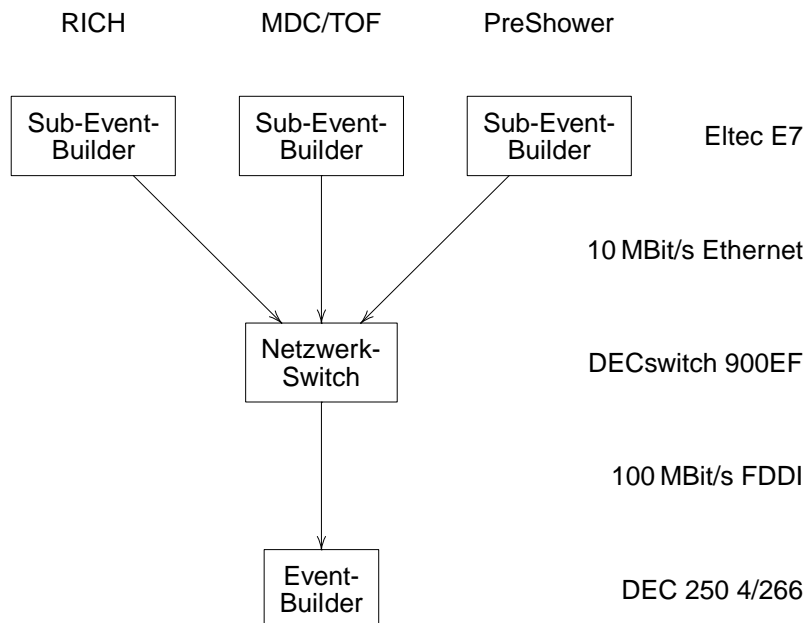 RICH MDC/TOF PreShower
Sub-Event-
Builder
Sub-Event-
Builder
Sub-Event-
Builder
Eltec E7
10 MBit/s Ethernet
Netzwerk-
Switch
DECswitch 900EF
100 MBit/s FDDI
Event-
Builder
DEC 250 4/266